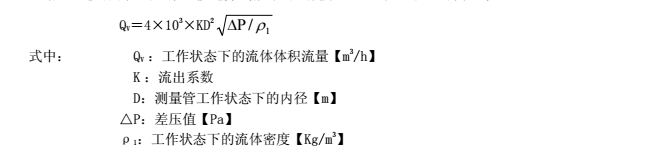 Qᵥ=4×10³×KD²√ΔP/ρ₁
式中： Qᵥ：工作状态下的流体体积流量【m³/h】
K：流出系数
D：测量管工作状态下的内径【m】
△P：差压值【Pa】
ρ₁：工作状态下的流体密度【Kg/m³】